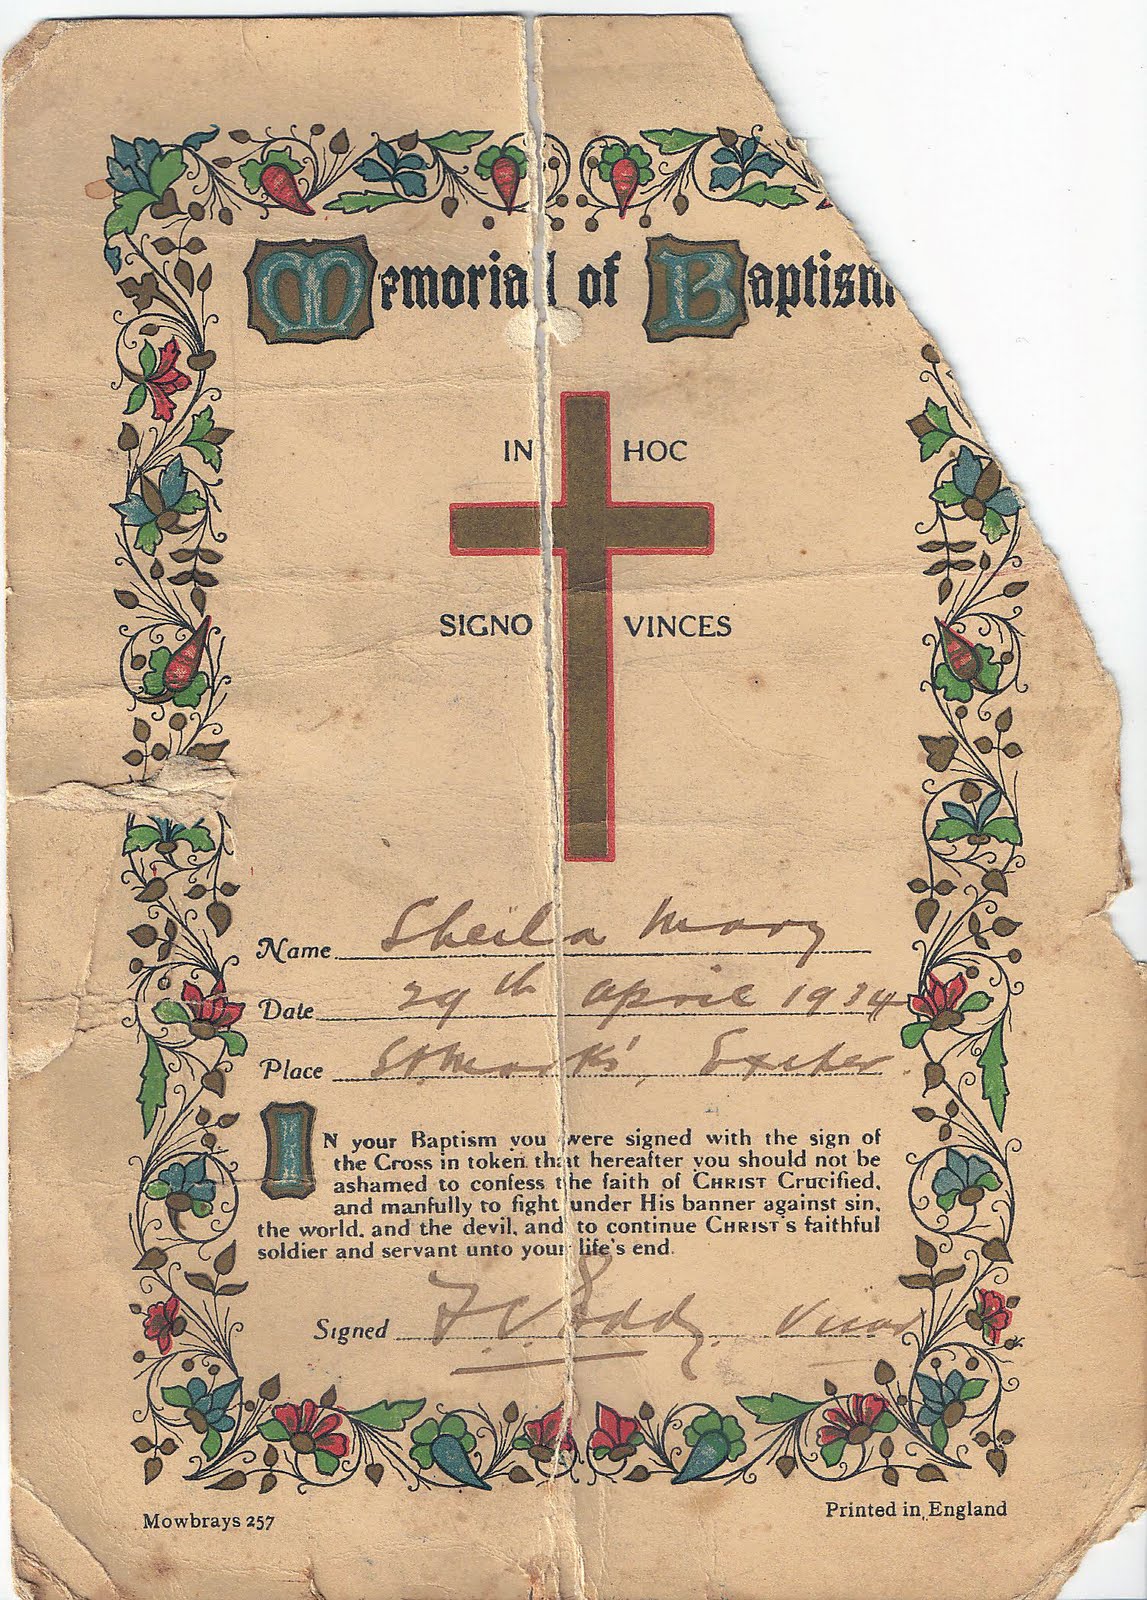 Memorial of Baptism
IN HOC
SIGNO VINCES
Name Sheila Mary
Date 29th April 1934
Place St. Mark's, Exeter.
IN your Baptism you were signed with the sign of
the Cross in token that hereafter you should not be
ashamed to confess the faith of CHRIST Crucified,
and manfully to fight under His banner against sin,
the world, and the devil, and to continue CHRIST'S faithful
soldier and servant unto your life's end.
Signed F. C. Eddy. Vicar
Mowbrays 257
Printed in England